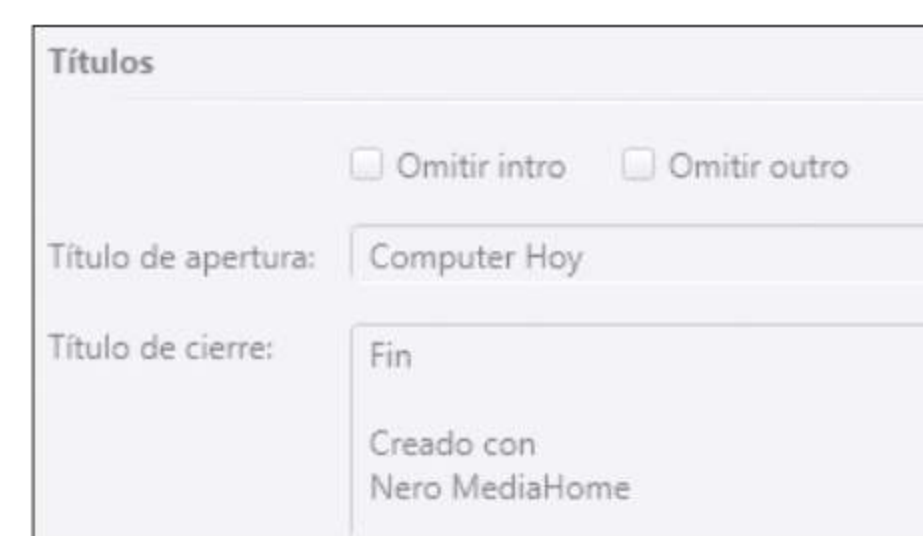 Títulos
Omitir intro Omitir outro
Título de apertura: Computer Hoy
Título de cierre: Fin
Creado con
Nero MediaHome